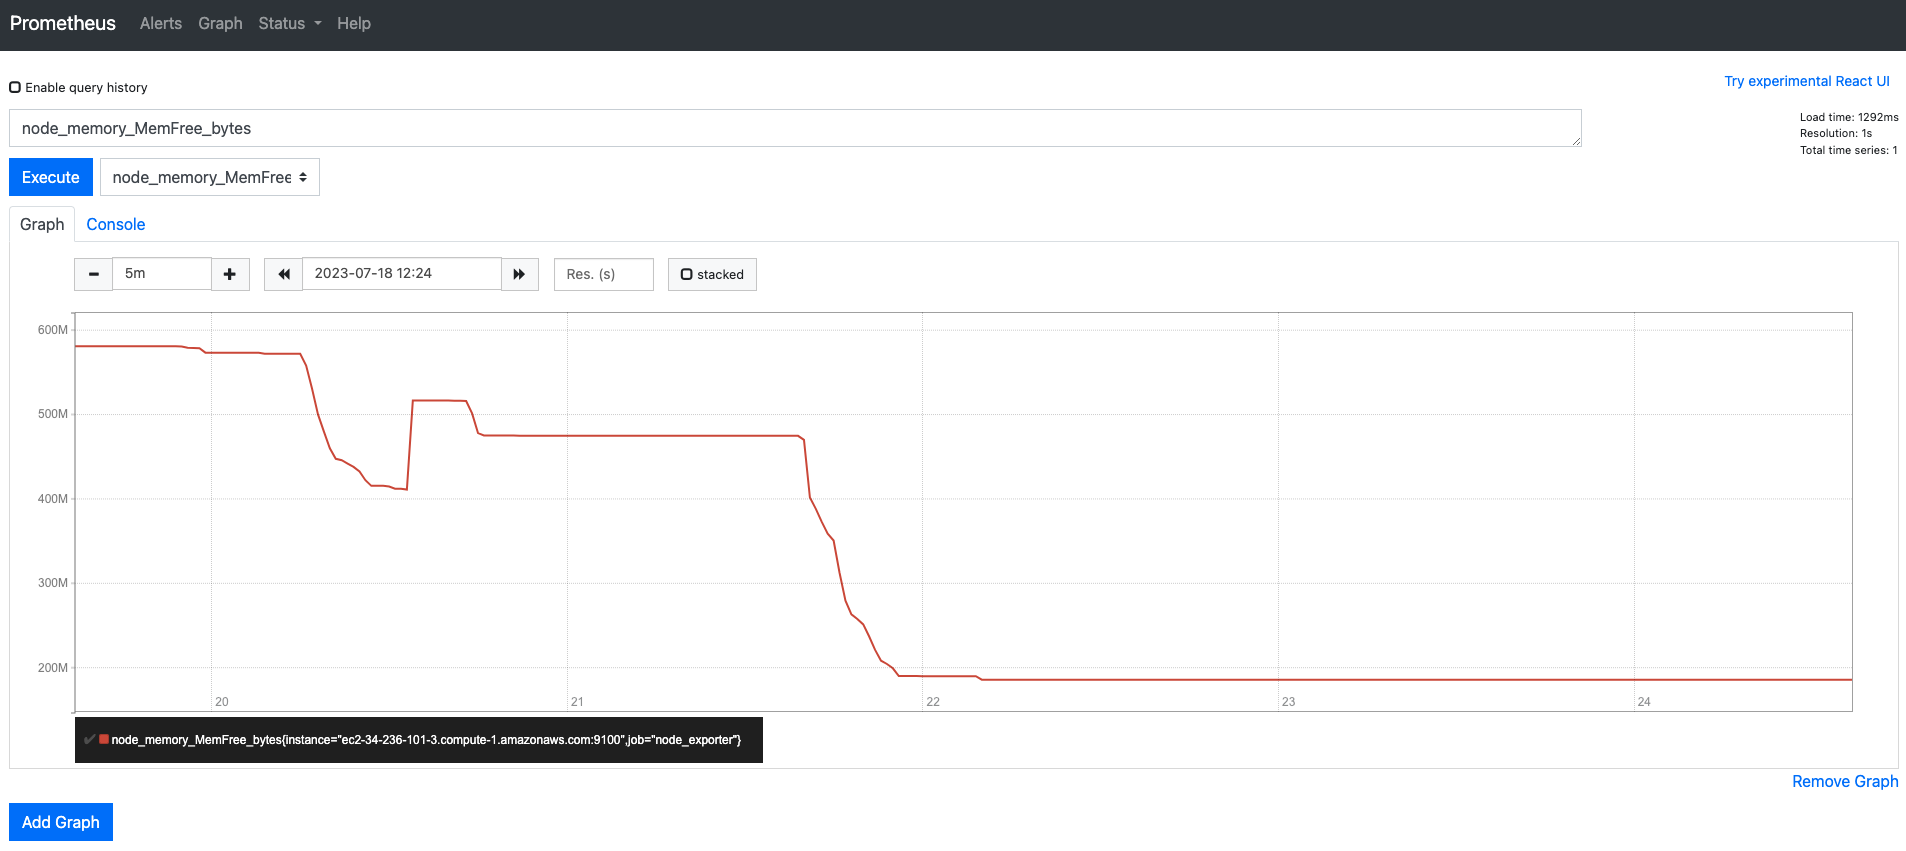 Prometheus Alerts Graph Status Help
Enable query history
Try experimental React UI
node_memory_MemFree_bytes
Load time: 1292ms
Resolution: 1s
Total time series: 1
Execute node_memory_MemFree
Graph Console
5m 2023-07-18 12:24 Res. (s) stacked
600M
500M
400M
300M
200M
20 21 22 23 24
node_memory_MemFree_bytes{instance="ec2-34-236-101-3.compute-1.amazonaws.com:9100",job="node_exporter"}
Remove Graph
Add Graph